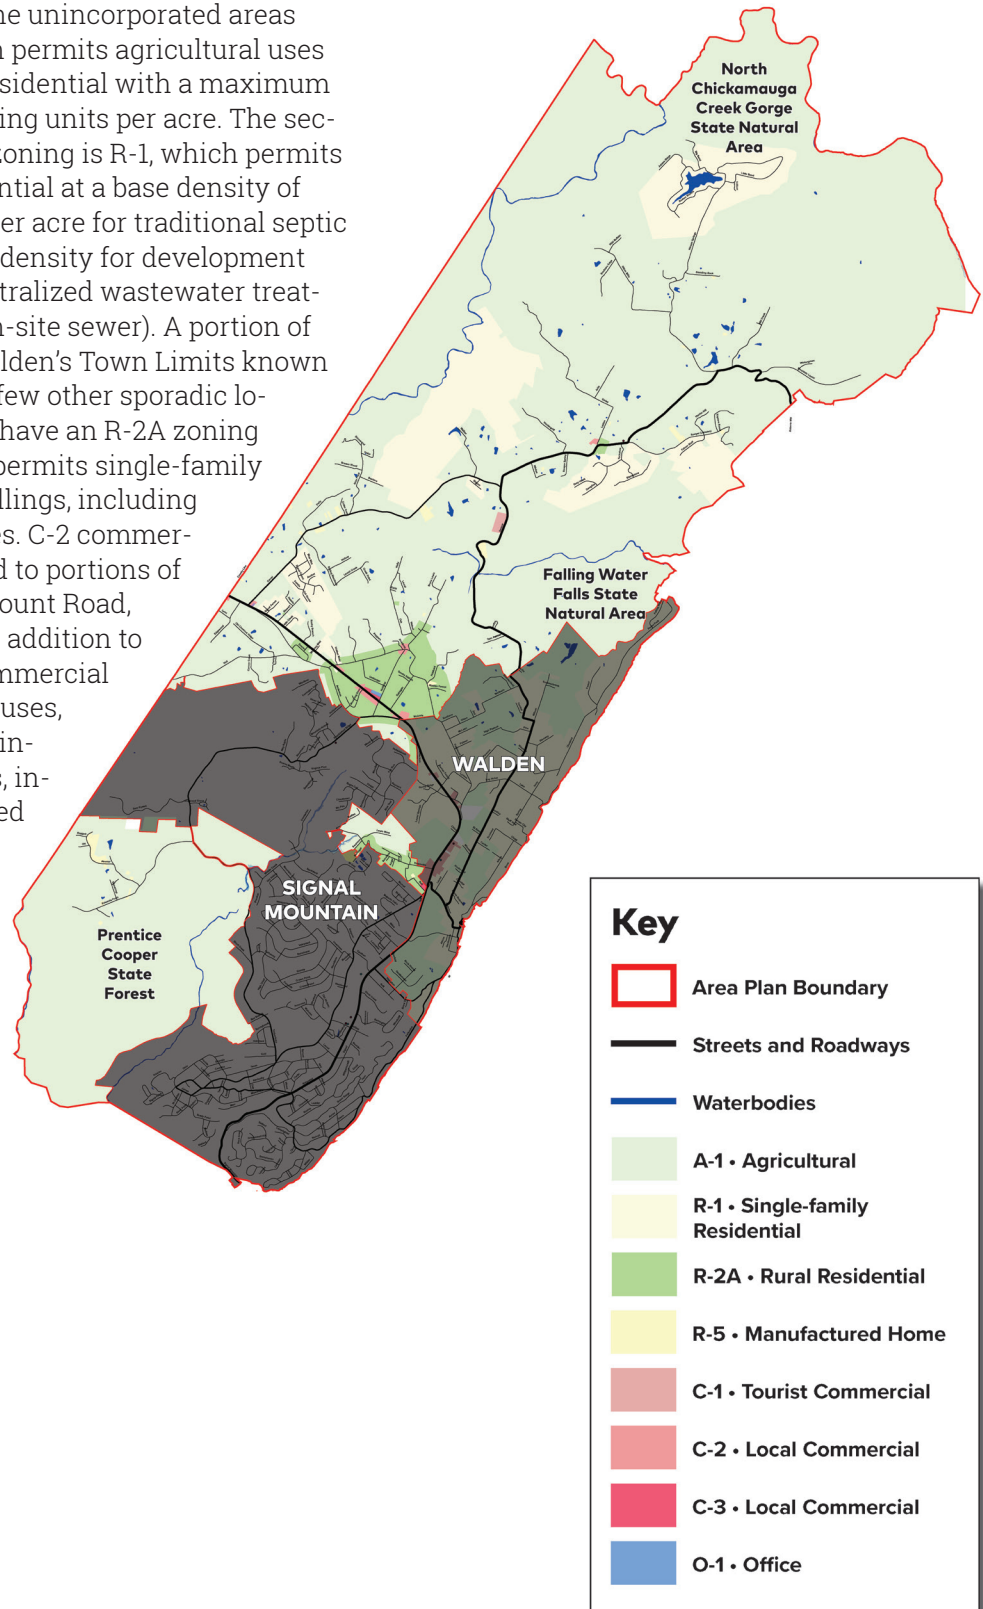 he unincorporated areas
n permits agricultural uses
sidential with a maximum
ing units per acre. The sec-
zoning is R-1, which permits
ntial at a base density of
er acre for traditional septic
density for development
tralized wastewater treat-
n-site sewer). A portion of
lden's Town Limits known
few other sporadic lo-
have an R-2A zoning
permits single-family
llings, including
es. C-2 commer-
d to portions of
ount Road,
addition to
mmercial
uses,
in-
s, in-
ed
North
Chickamauga
Creek Gorge
State Natural
Area
Falling Water
Falls State
Natural Area
WALDEN
SIGNAL
MOUNTAIN
Prentice
Cooper
State
Forest
Key
Area Plan Boundary
Streets and Roadways
Waterbodies
A-1 • Agricultural
R-1 • Single-family
Residential
R-2A • Rural Residential
R-5 • Manufactured Home
C-1 • Tourist Commercial
C-2 • Local Commercial
C-3 • Local Commercial
O-1 • Office